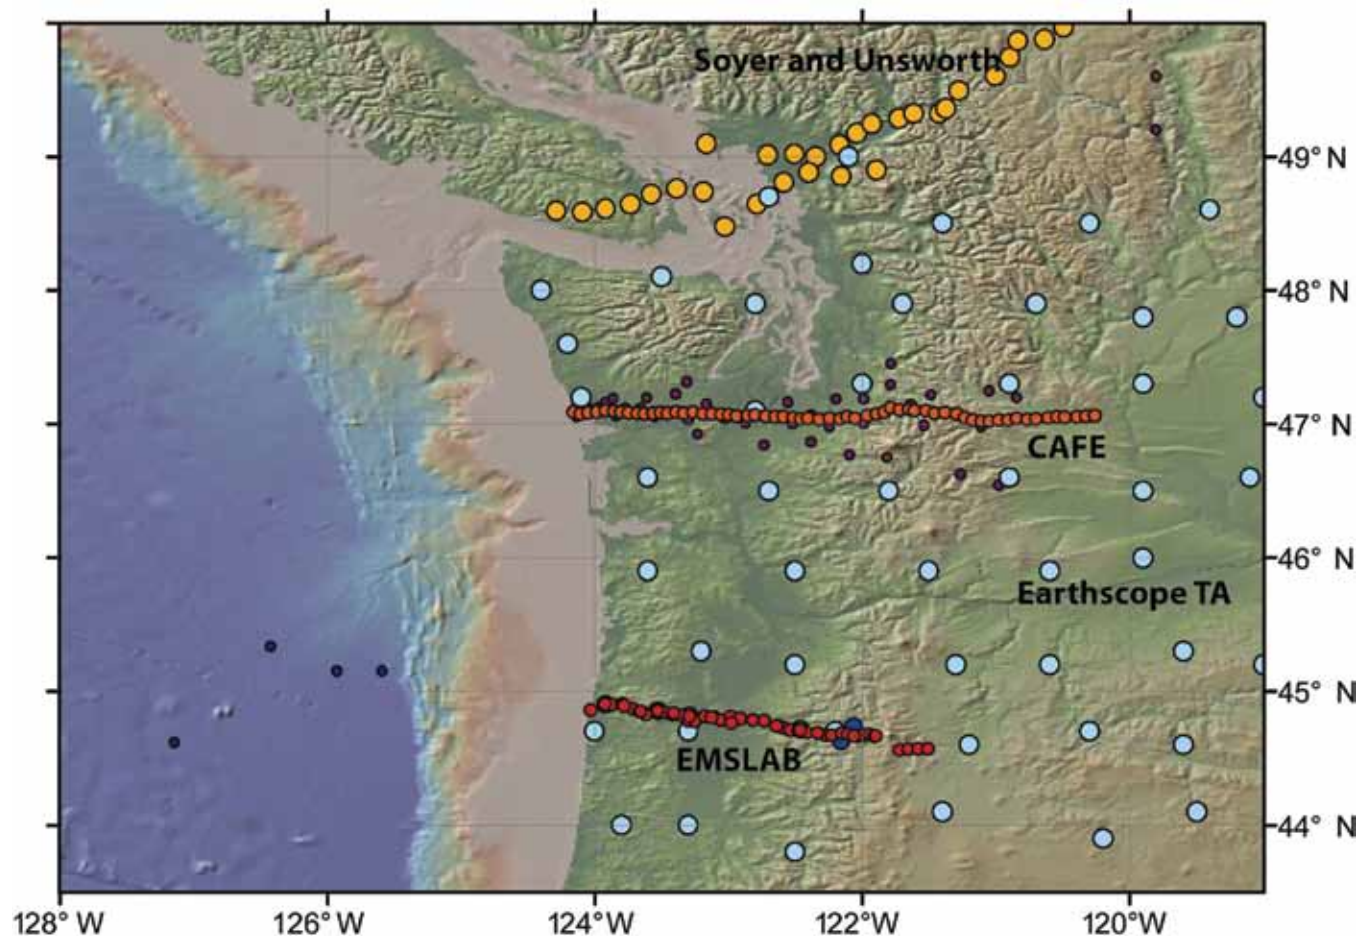 Soyer and Unsworth
49° N
48° N
47° N
CAFE
46° N
Earthscope TA
45° N
EMSLAB
44° N
128° W
126° W
124° W
122° W
120° W